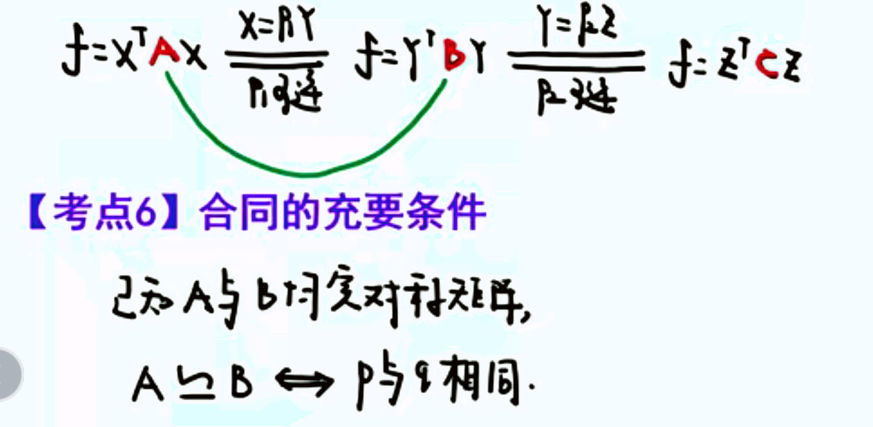 f=XᵀAX X=P₁Y P₁可逆 f=YᵀBY Y=P₂Z P₂可逆 f=ZᵀCZ
【考点6】合同的充要条件
已知A与B均实对称矩阵,
A≃B ⇔ p与q相同.